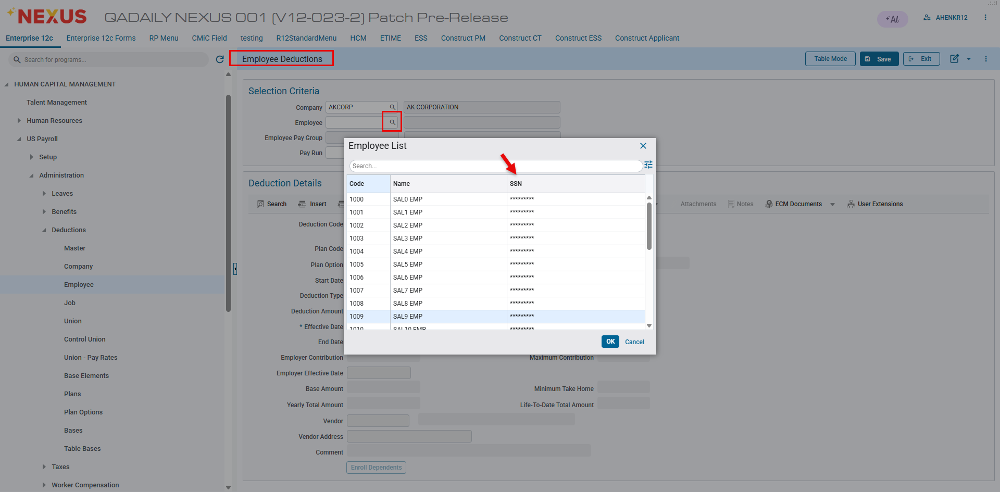 NEXUS
QADAILY NEXUS 001 (V12-023-2) Patch Pre-Release
AI
AHENKR12
Enterprise 12c Enterprise 12c Forms RP Menu CMiC Field testing R12StandardMenu HCM ETIME ESS Construct PM Construct CT Construct ESS Construct Applicant
Search for programs...
HUMAN CAPITAL MANAGEMENT
Talent Management
Human Resources
US Payroll
Setup
Administration
Leaves
Benefits
Deductions
Master
Company
Employee
Job
Union
Control Union
Union - Pay Rates
Base Elements
Plans
Plan Options
Bases
Table Bases
Taxes
Worker Compensation
Employee Deductions
Table Mode Save Exit
Selection Criteria
Company AKCORP AK CORPORATION
Employee
Employee Pay Group
Pay Run
Deduction Details
Search Insert Attachments Notes ECM Documents User Extensions
Deduction Code
Plan Code
Plan Option
Start Date
Deduction Type
Deduction Amount
* Effective Date
End Date
Employer Contribution Maximum Contribution
Employer Effective Date
Base Amount Minimum Take Home
Yearly Total Amount Life-To-Date Total Amount
Vendor
Vendor Address
Comment
Enroll Dependents
Employee List
Search...
Code Name SSN
1000 SAL0 EMP *********
1001 SAL1 EMP *********
1002 SAL2 EMP *********
1003 SAL3 EMP *********
1004 SAL4 EMP *********
1005 SAL5 EMP *********
1006 SAL6 EMP *********
1007 SAL7 EMP *********
1008 SAL8 EMP *********
1009 SAL9 EMP *********
1010 SAL10 EMP *********
OK Cancel